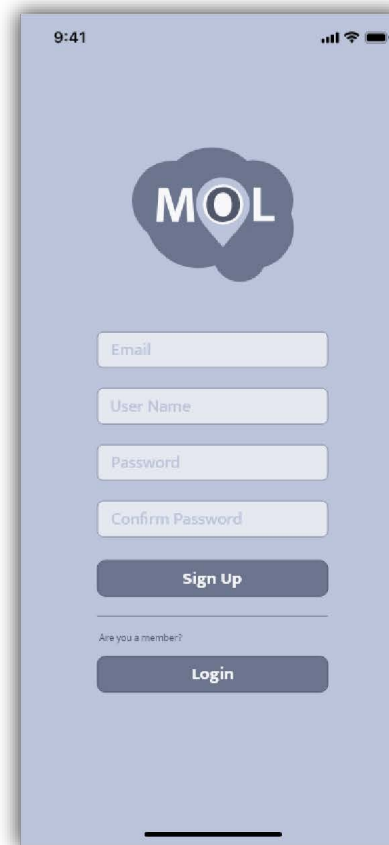 9:41
MOL
Email
User Name
Password
Confirm Password
Sign Up
Are you a member?
Login